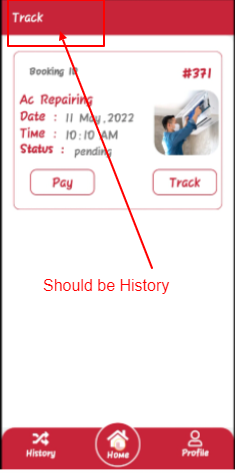 Track
Booking ID #371
Ac Repairing
Date : 11 May, 2022
Time : 10:10 AM
Status : pending
Pay Track
Should be History
History Home Profile